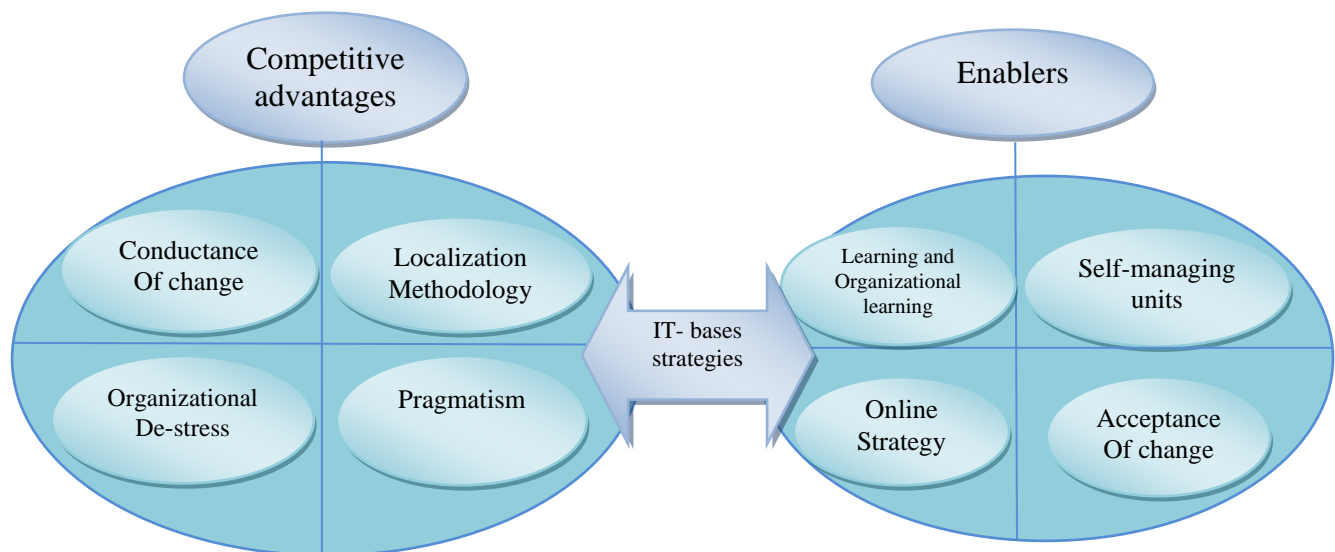 Competitive
advantages
Enablers
Conductance
Of change
Localization
Methodology
Organizational
De-stress
Pragmatism
IT- bases
strategies
Learning and
Organizational
learning
Self-managing
units
Online
Strategy
Acceptance
Of change